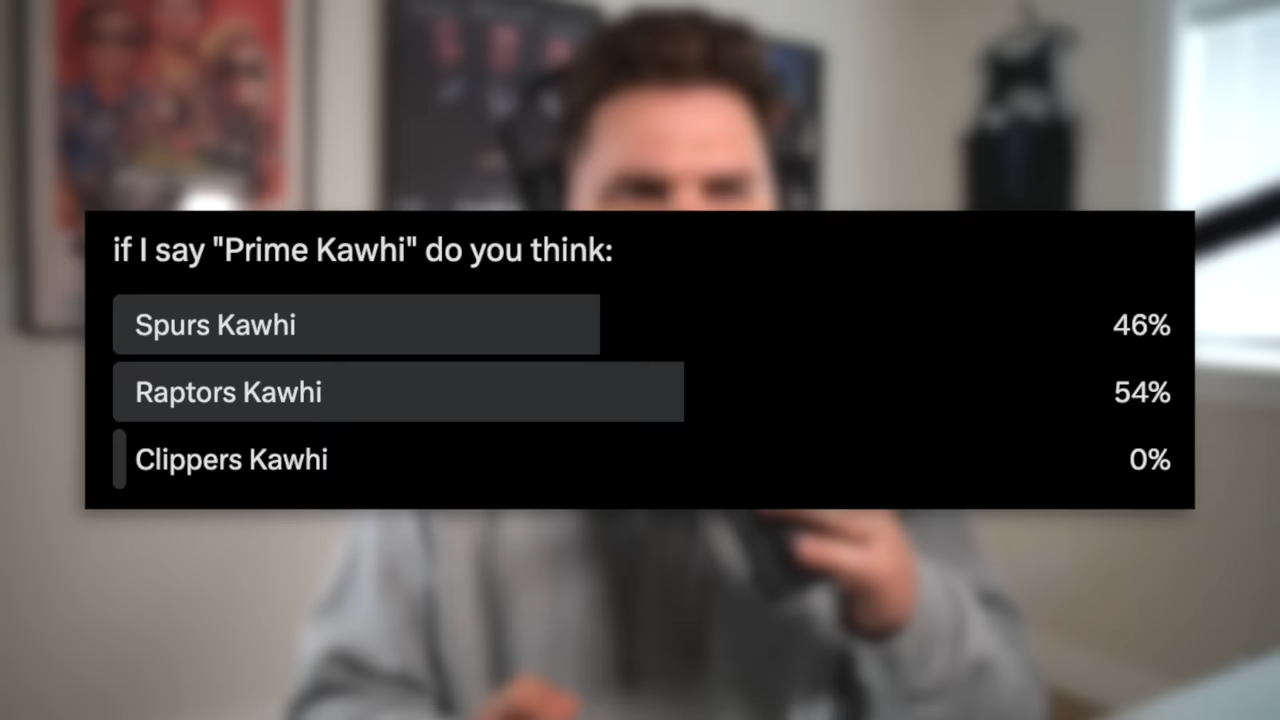 if I say "Prime Kawhi" do you think:
Spurs Kawhi 46%
Raptors Kawhi 54%
Clippers Kawhi 0%